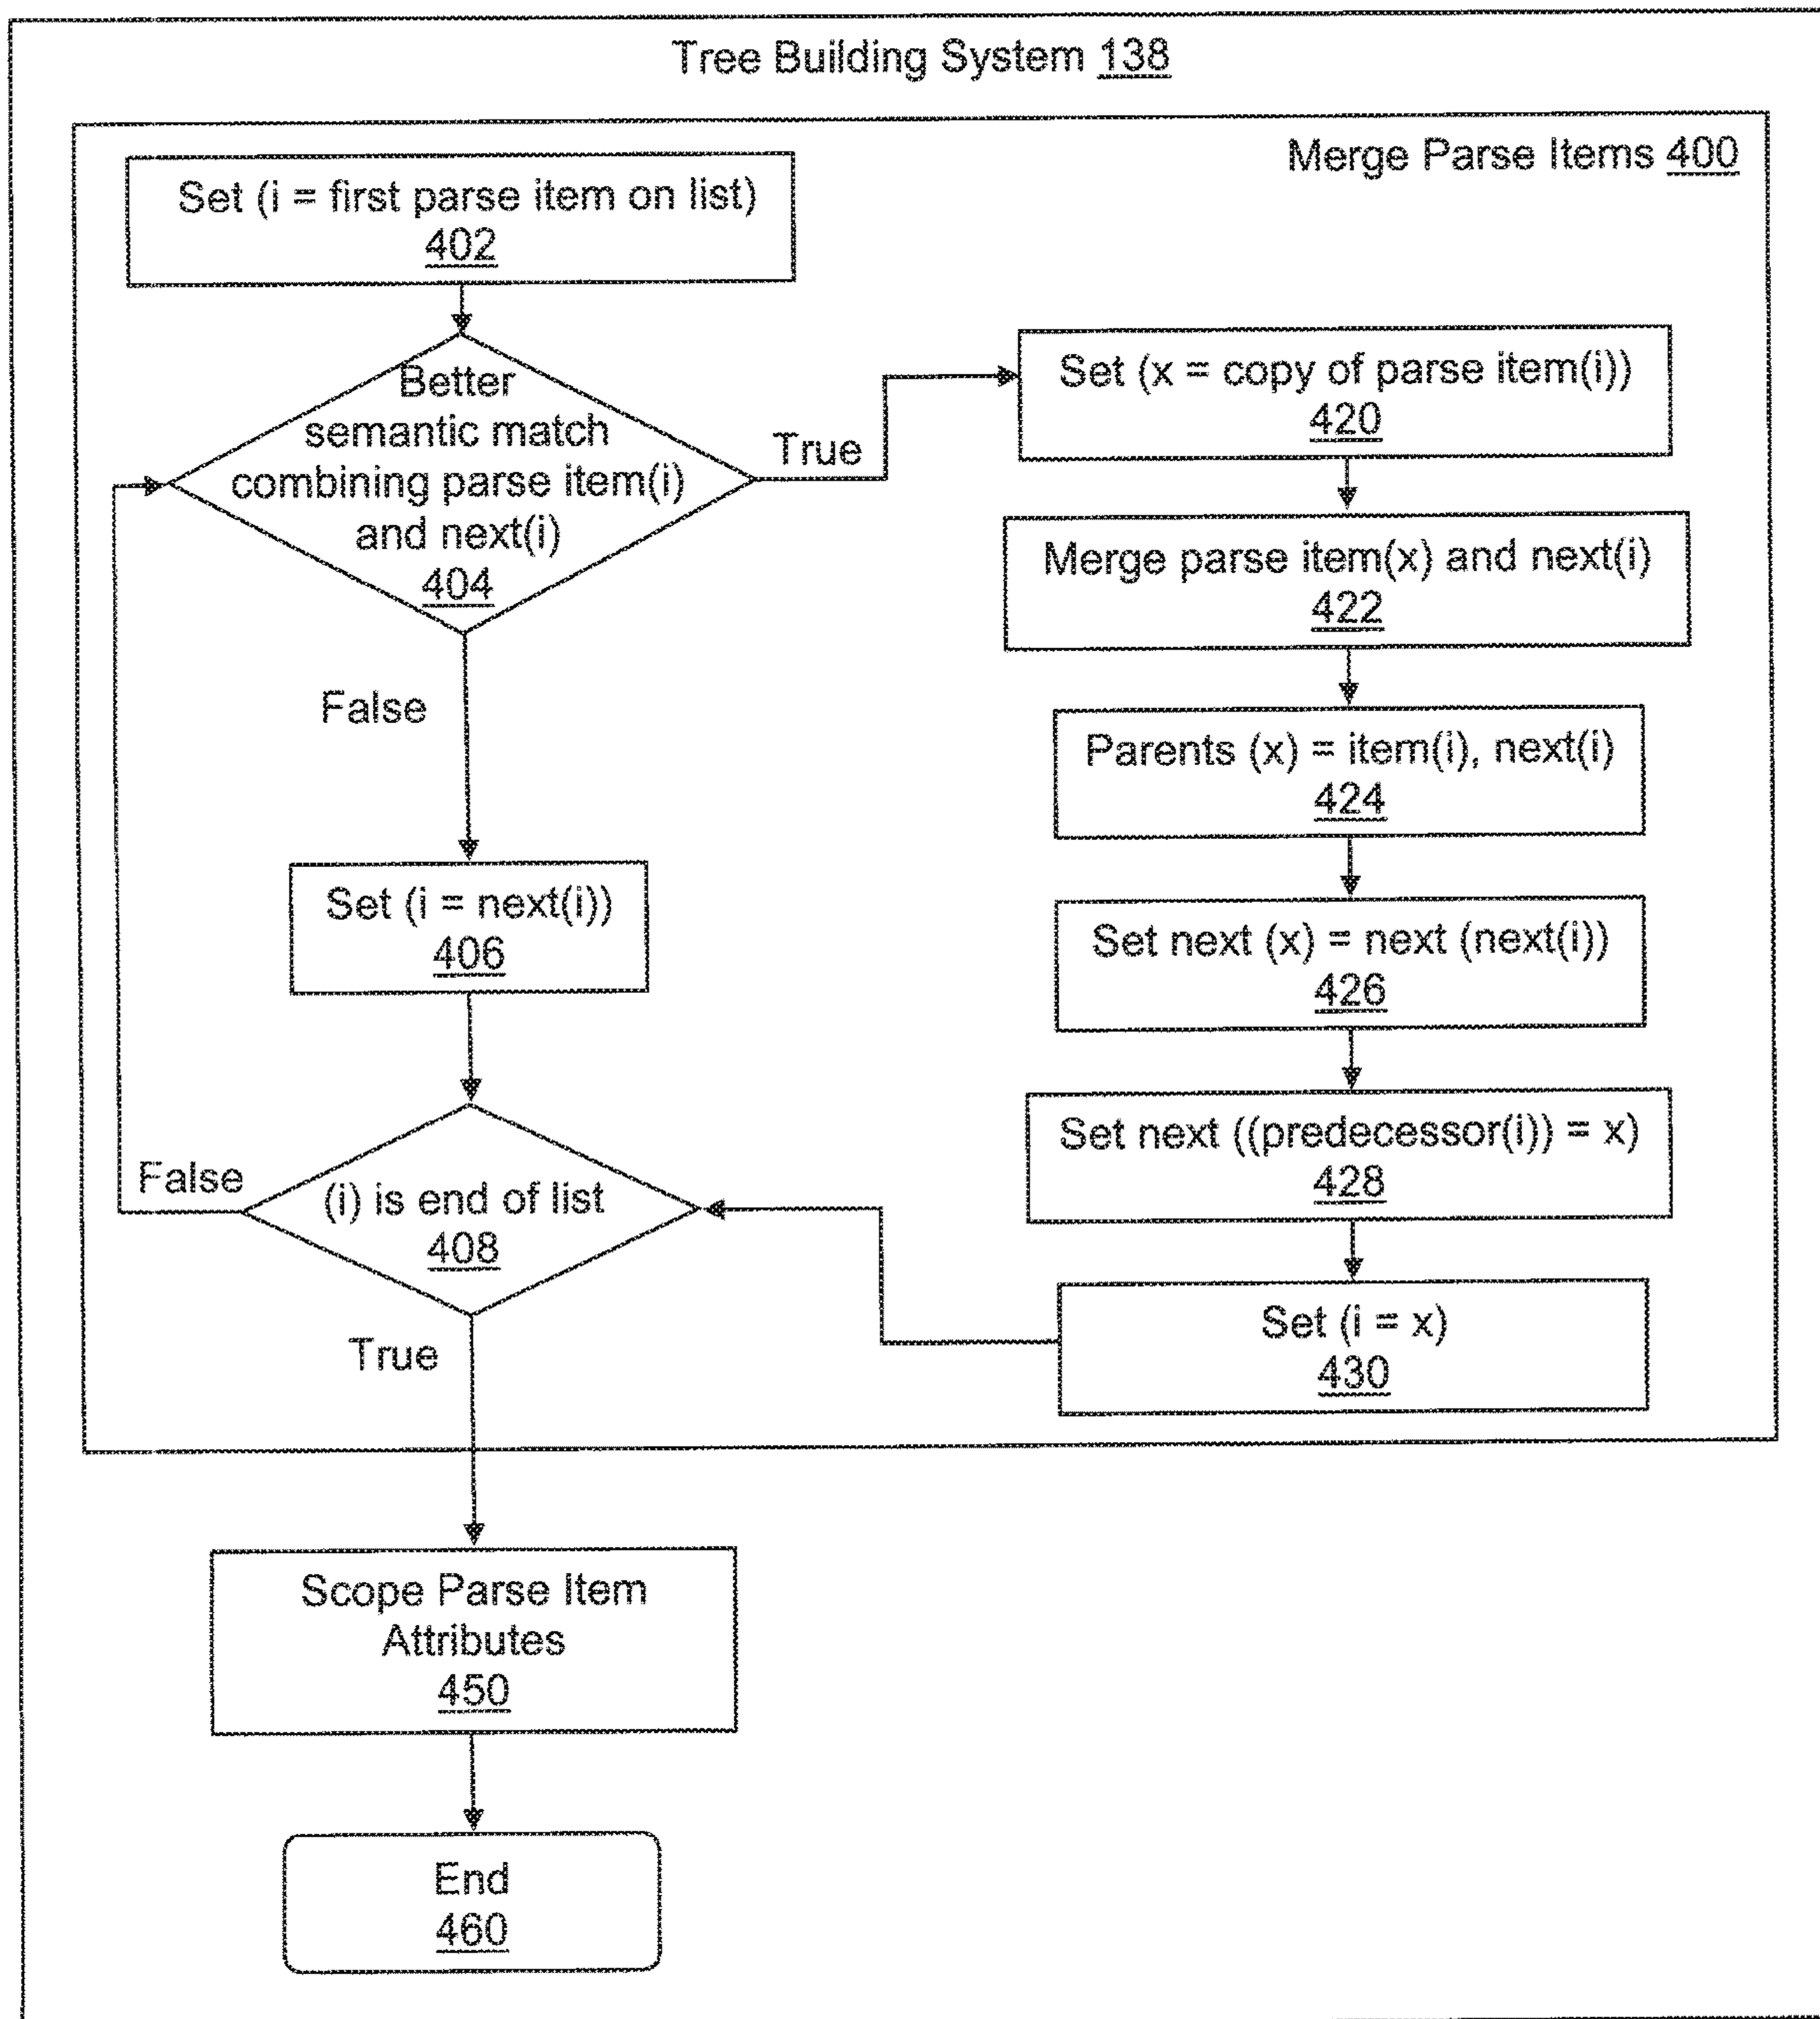 Tree Building System 138
Merge Parse Items 400
Set (i = first parse item on list)
402
Better
semantic match
combining parse item(i)
and next(i)
404
True
False
Set (i = next(i))
406
(i) is end of list
408
False
True
Set (x = copy of parse item(i))
420
Merge parse item(x) and next(i)
422
Parents (x) = item(i), next(i)
424
Set next (x) = next (next(i))
426
Set next ((predecessor(i)) = x)
428
Set (i = x)
430
Scope Parse Item
Attributes
450
End
460